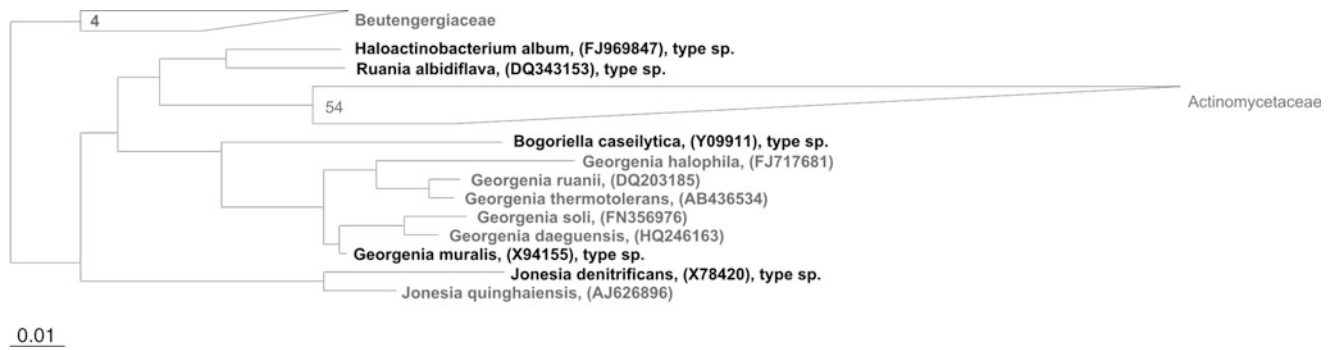 4
Beutengergiaceae
Haloactinobacterium album, (FJ969847), type sp.
Ruania albidiflava, (DQ343153), type sp.
54
Actinomycetaceae
Bogoriella caseilytica, (Y09911), type sp.
Georgenia halophila, (FJ717681)
Georgenia ruanii, (DQ203185)
Georgenia thermotolerans, (AB436534)
Georgenia soli, (FN356976)
Georgenia daeguensis, (HQ246163)
Georgenia muralis, (X94155), type sp.
Jonesia denitrificans, (X78420), type sp.
Jonesia quinghaiensis, (AJ626896)
0.01